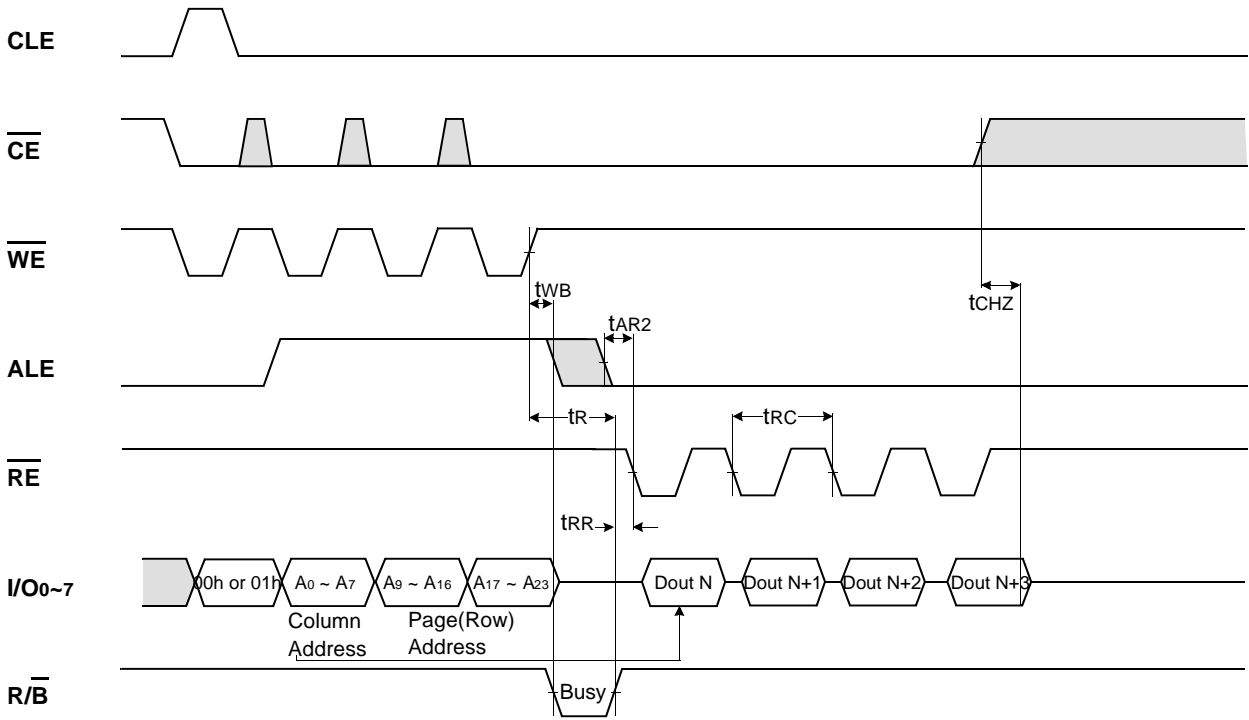 CLE
CE
WE
tWB
tCHZ
tAR2
ALE
tR
tRC
RE
tRR
I/O0~7
00h or 01h
A0 ~ A7
A9 ~ A16
A17 ~ A23
Dout N
Dout N+1
Dout N+2
Dout N+3
Column
Address
Page(Row)
Address
R/B
Busy